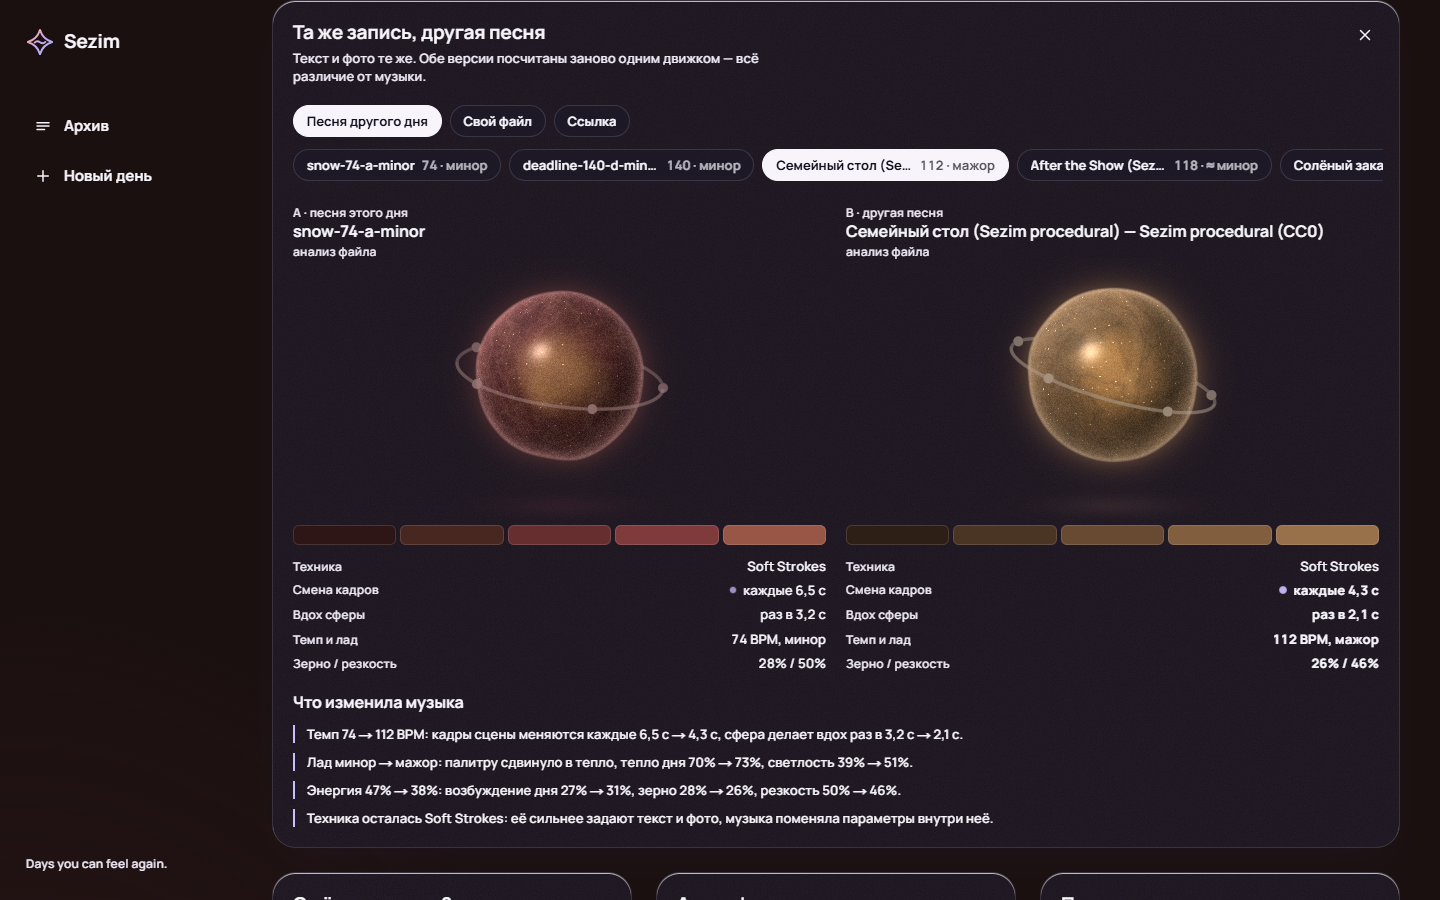 Sezim
Архив
Новый день
Days you can feel again.
Та же запись, другая песня
Текст и фото те же. Обе версии посчитаны заново одним движком — всё
различие от музыки.
Песня другого дня
Свой файл
Ссылка
snow-74-a-minor 74 · минор
deadline-140-d-min... 140 · минор
Семейный стол (Se... 112 · мажор
After the Show (Sez... 118 · ≈ минор
Солёный зака
A · песня этого дня
snow-74-a-minor
анализ файла
B · другая песня
Семейный стол (Sezim procedural) — Sezim procedural (CC0)
анализ файла
Техника Soft Strokes
Смена кадров каждые 6,5 с
Вдох сферы раз в 3,2 с
Темп и лад 74 BPM, минор
Зерно / резкость 28% / 50%
Техника Soft Strokes
Смена кадров каждые 4,3 с
Вдох сферы раз в 2,1 с
Темп и лад 112 BPM, мажор
Зерно / резкость 26% / 46%
Что изменила музыка
Темп 74 → 112 BPM: кадры сцены меняются каждые 6,5 с → 4,3 с, сфера делает вдох раз в 3,2 с → 2,1 с.
Лад минор → мажор: палитру сдвинуло в тепло, тепло дня 70% → 73%, светлость 39% → 51%.
Энергия 47% → 38%: возбуждение дня 27% → 31%, зерно 28% → 26%, резкость 50% → 46%.
Техника осталась Soft Strokes: её сильнее задают текст и фото, музыка поменяла параметры внутри неё.